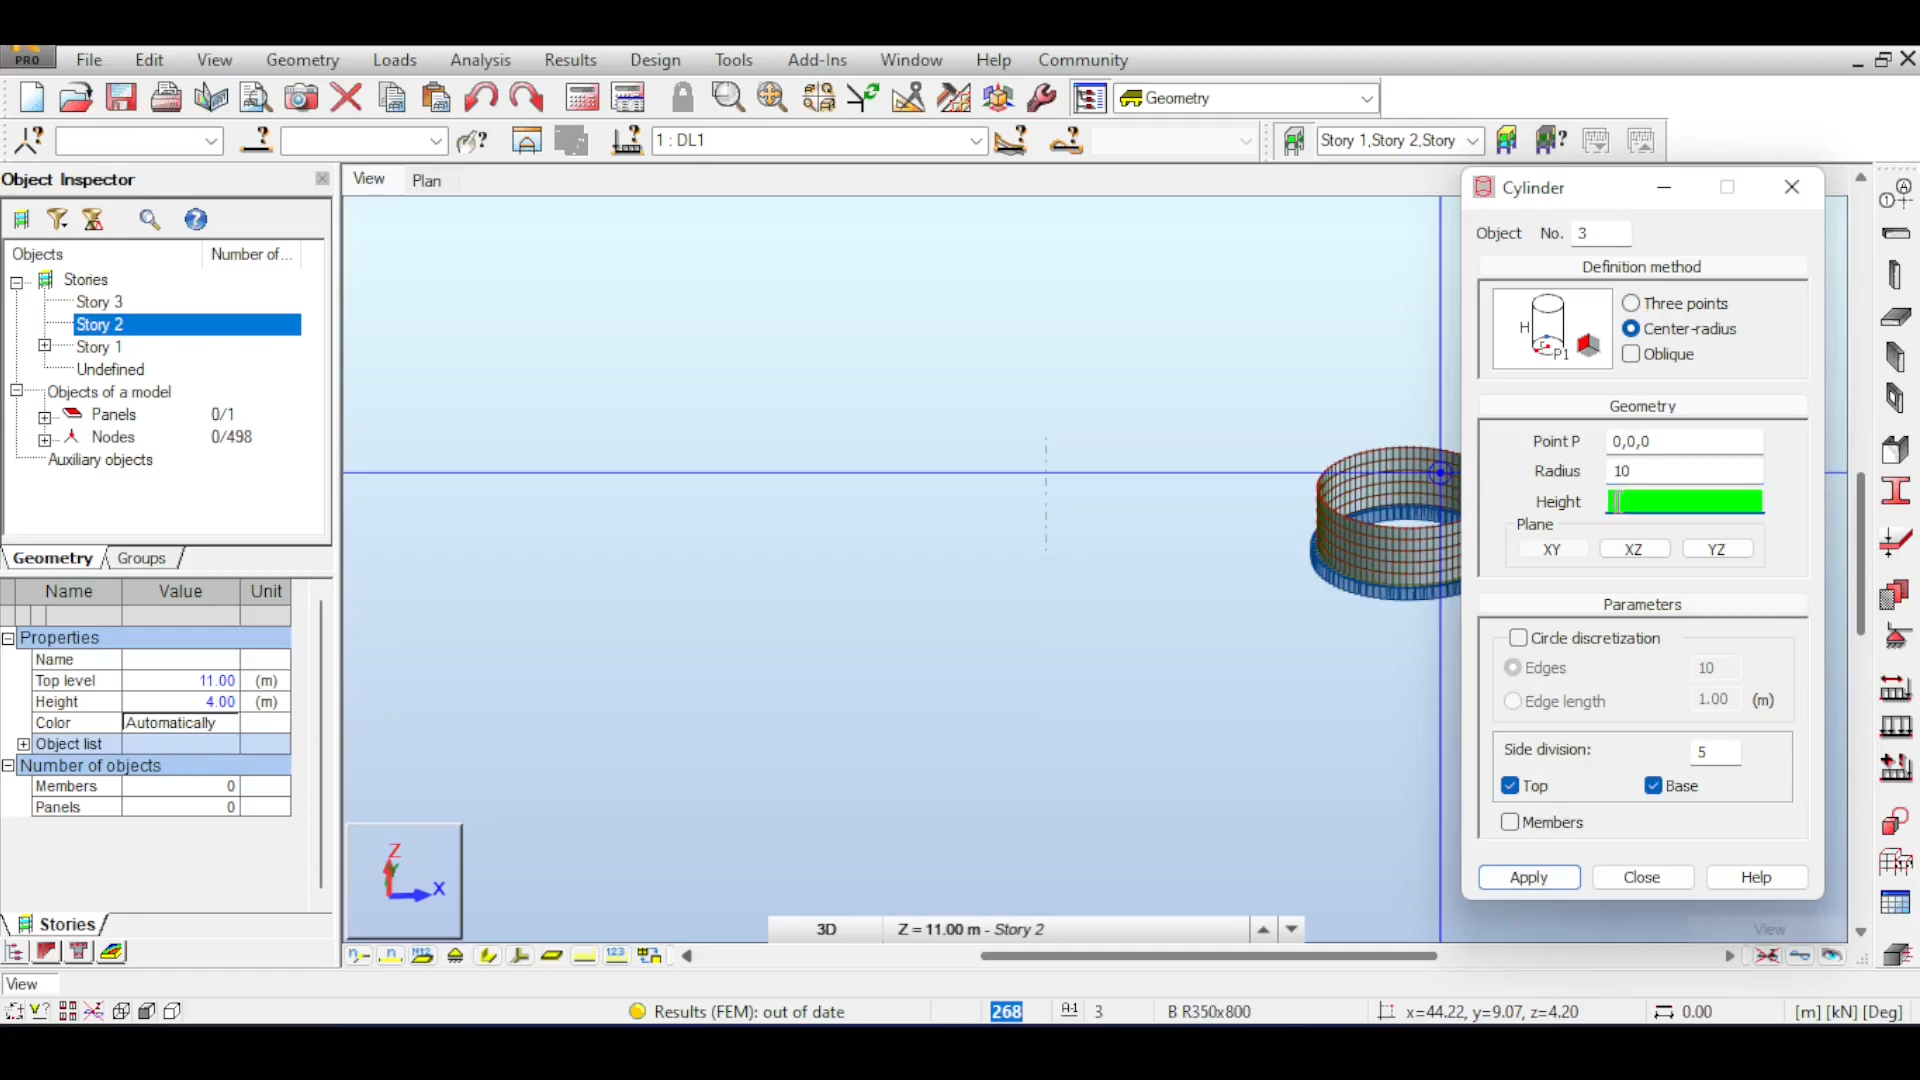 PRO File Edit View Geometry Loads Analysis Results Design Tools Add-Ins Window Help Community
Geometry
1 : DL1 Story 1,Story 2,Story
Object Inspector
View Plan
Objects Number of...
Stories
Story 3
Story 2
Story 1
Undefined
Objects of a model
Panels 0/1
Nodes 0/498
Auxiliary objects
Geometry Groups
Name Value Unit
Properties
Name
Top level 11.00 (m)
Height 4.00 (m)
Color Automatically
Object list
Number of objects
Members 0
Panels 0
Stories
Z
X
3D Z = 11.00 m - Story 2
View
Cylinder
Object No. 3
Definition method
H
r
P1
Three points
Center-radius
Oblique
Geometry
Point P 0,0,0
Radius 10
Height
Plane
XY XZ YZ
Parameters
Circle discretization
Edges 10
Edge length 1.00 (m)
Side division: 5
Top Base
Members
Apply Close Help
View
Results (FEM): out of date 268 3 B R350x800 x=44.22, y=9.07, z=4.20 0.00 [m] [kN] [Deg]